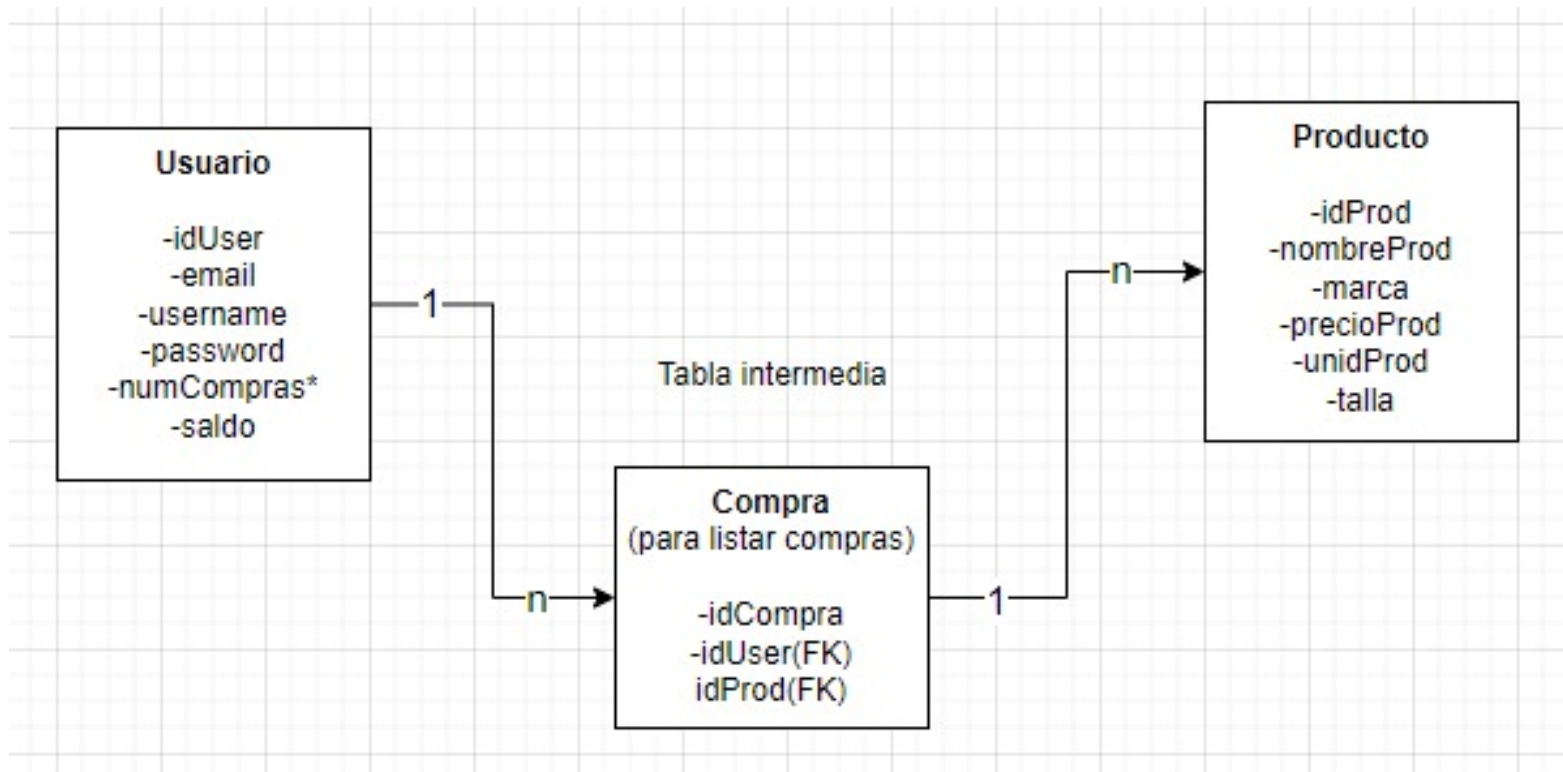 Usuario
-idUser
-email
-username
-password
-numCompras*
-saldo
1
n
Tabla intermedia
Compra
(para listar compras)
-idCompra
-idUser(FK)
idProd(FK)
1
n
Producto
-idProd
-nombreProd
-marca
-precioProd
-unidProd
-talla